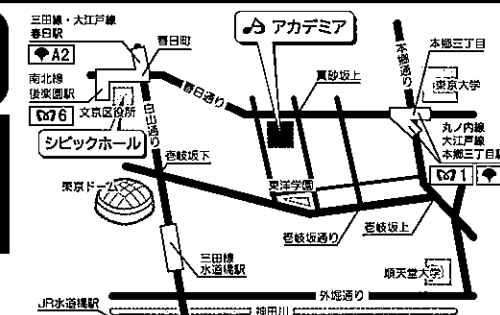 三田線・大江戸線
春日駅
A2
春日町
アカデミア
本郷三丁目
本郷通り
東京大学
南北線
後楽園駅
6
文京区役所
シビックホール
白山通り
春日通り
真砂坂上
丸ノ内線
大江戸線
本郷三丁目駅
1
壱岐坂下
東京ドーム
東洋学園
壱岐坂通り
壱岐坂上
三田線
水道橋駅
順天堂大学
外堀通り
JR水道橋駅
神田川